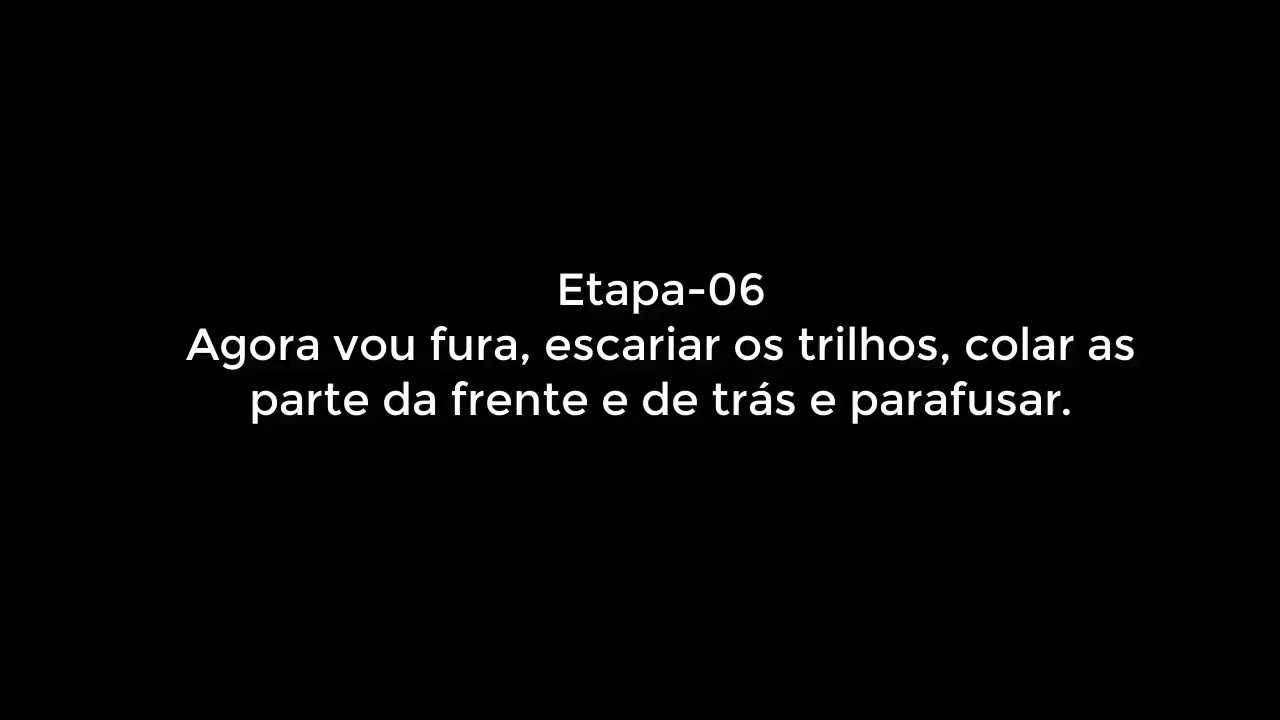 Etapa-06
Agora vou fura, escariar os trilhos, colar as
parte da frente e de trás e parafusar.